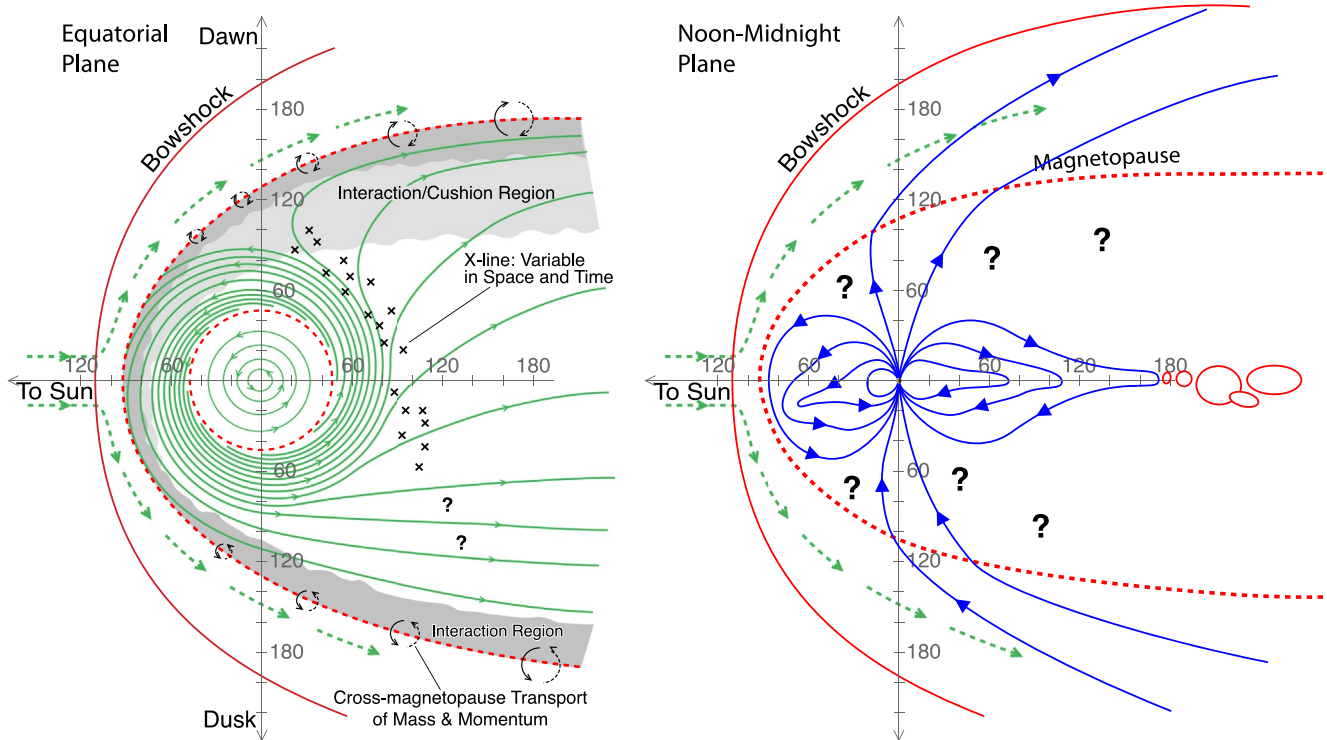 Equatorial
Plane
Dawn
Bowshock
180
120
Interaction/Cushion Region
X-line: Variable
in Space and Time
60
120
60
60
120
180
To Sun
60
?
?
120
Interaction Region
180
Cross-magnetopause Transport
of Mass & Momentum
Dusk
Noon-Midnight
Plane
Bowshock
180
Magnetopause
120
?
?
?
60
120
60
180
To Sun
60
?
?
?
120
180